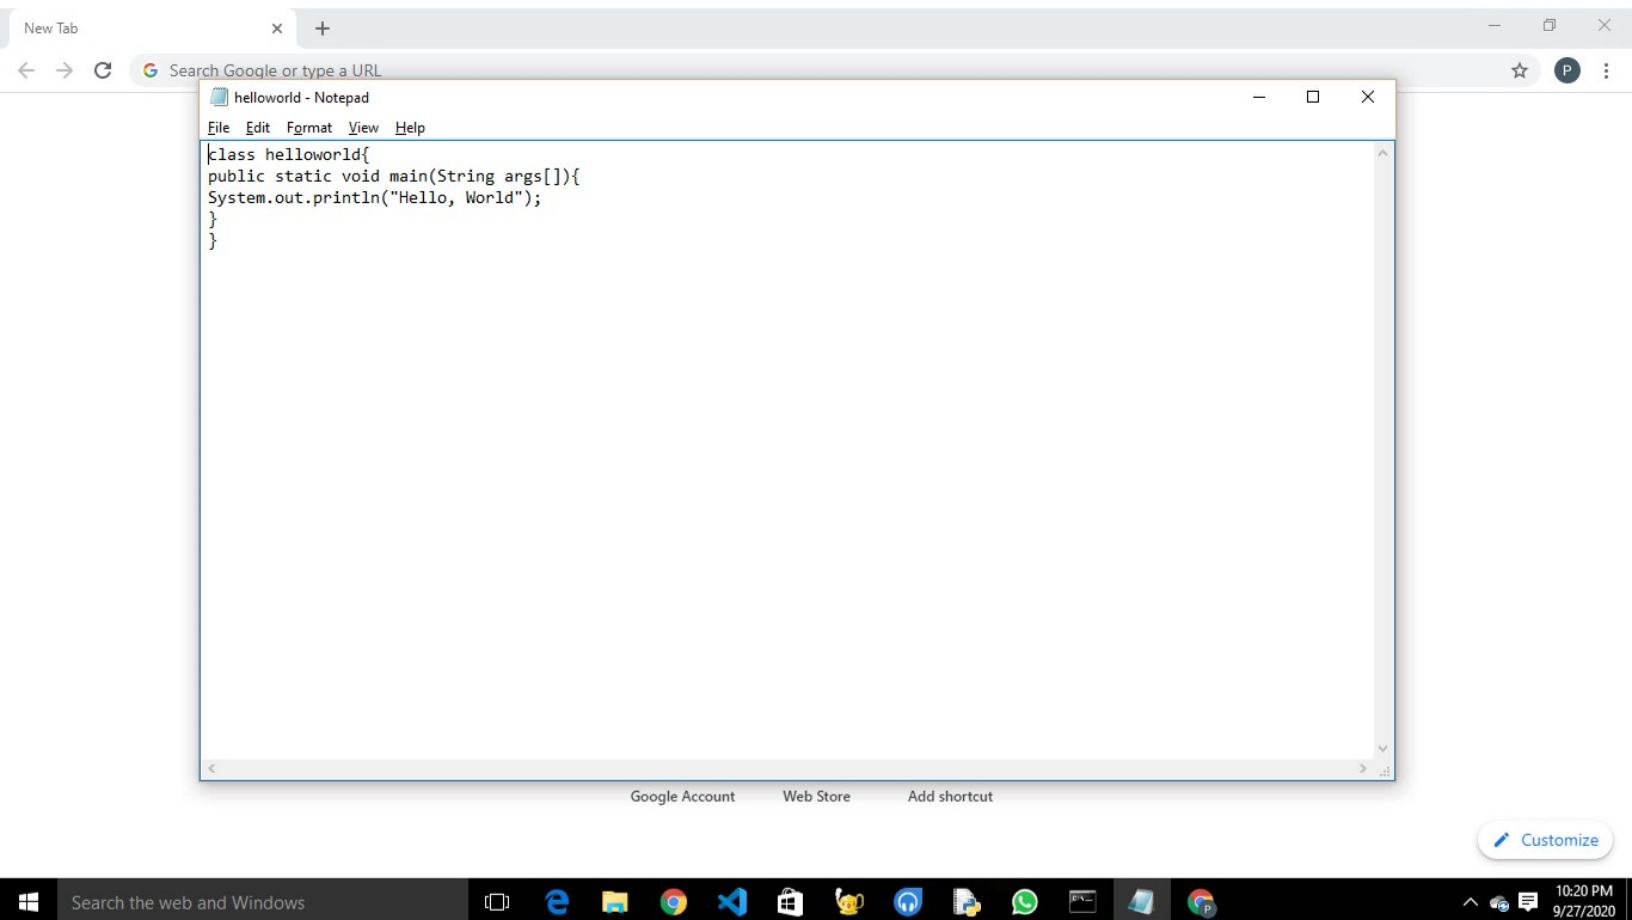 New Tab
Search Google or type a URL
P
helloworld - Notepad
File Edit Format View Help
class helloworld{
public static void main(String args[]){
System.out.println("Hello, World");
}
}
Google Account Web Store Add shortcut
Customize
Search the web and Windows
10:20 PM
9/27/2020